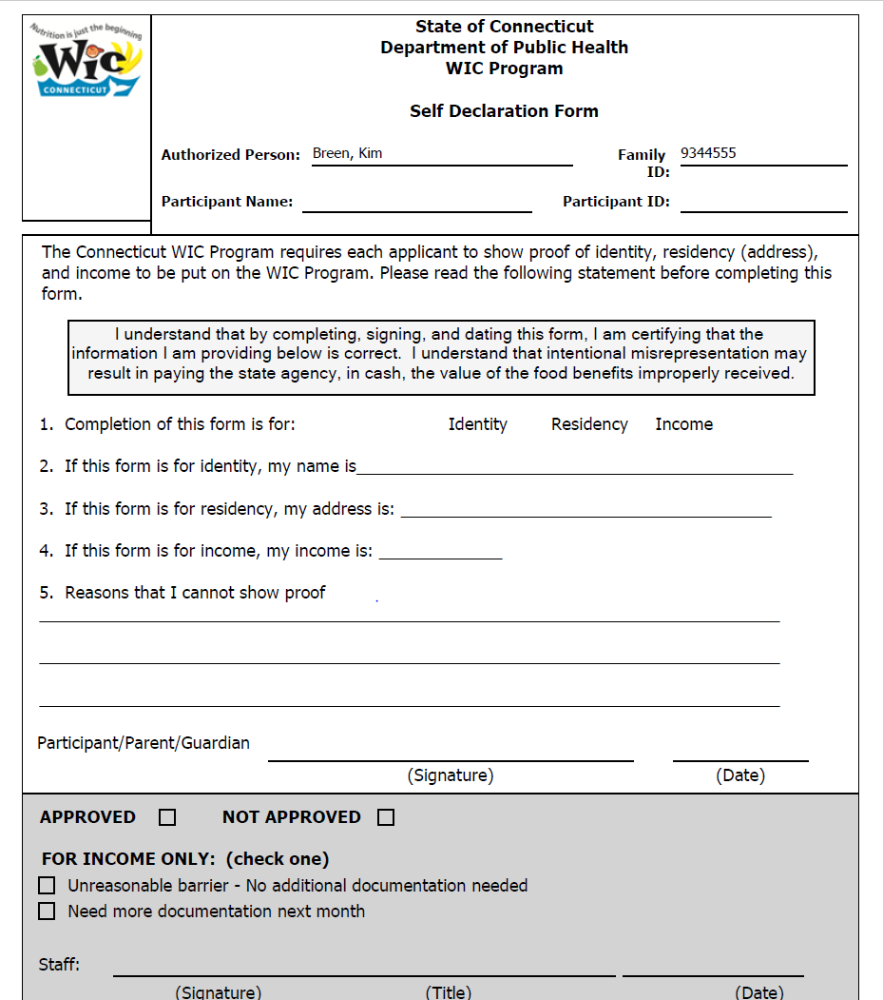 Nutrition is just the beginning
Wic
CONNECTICUT
State of Connecticut
Department of Public Health
WIC Program
Self Declaration Form
Authorized Person: Breen, Kim
Family ID: 9344555
Participant Name:
Participant ID:
The Connecticut WIC Program requires each applicant to show proof of identity, residency (address),
and income to be put on the WIC Program. Please read the following statement before completing this
form.
I understand that by completing, signing, and dating this form, I am certifying that the
information I am providing below is correct. I understand that intentional misrepresentation may
result in paying the state agency, in cash, the value of the food benefits improperly received.
1. Completion of this form is for: Identity Residency Income
2. If this form is for identity, my name is
3. If this form is for residency, my address is:
4. If this form is for income, my income is:
5. Reasons that I cannot show proof .
Participant/Parent/Guardian
(Signature) (Date)
APPROVED NOT APPROVED
FOR INCOME ONLY: (check one)
Unreasonable barrier - No additional documentation needed
Need more documentation next month
Staff:
(Signature) (Title) (Date)